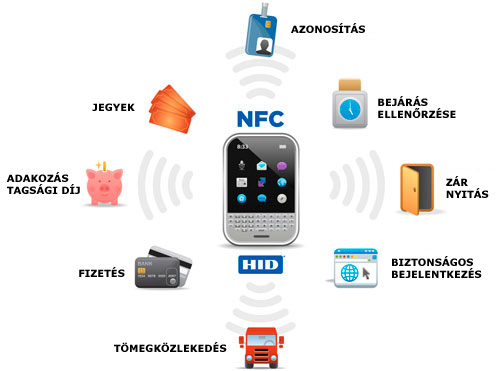 AZONOSÍTÁS
JEGYEK
BEJÁRÁS
ELLENŐRZÉSE
NFC
8:33
ADAKOZÁS
TAGSÁGI DÍJ
ZÁR
NYITÁS
HID
FIZETÉS
BANK
BIZTONSÁGOS
BEJELENTKEZÉS
TÖMEGKÖZLEKEDÉS